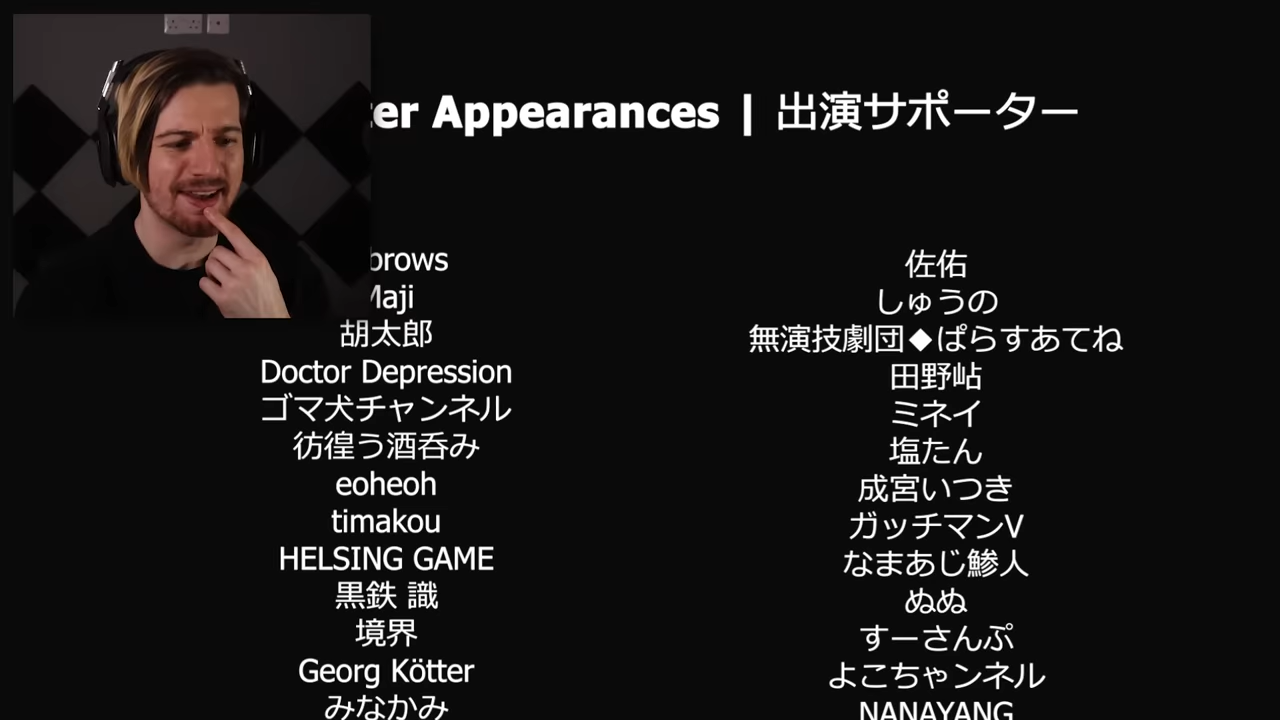 ter Appearances | 出演サポーター
brows
Maji
胡太郎
Doctor Depression
ゴマ犬チャンネル
彷徨う酒呑み
eoheoh
timakou
HELSING GAME
黒鉄 識
境界
Georg Kötter
みなかみ
佐佑
しゅうの
無演技劇団◆ぱらすあてね
田野岵
ミネイ
塩たん
成宮いつき
ガッチマンV
なまあじ鯵人
ぬぬ
すーさんぷ
よこちゃンネル
NANAYANG